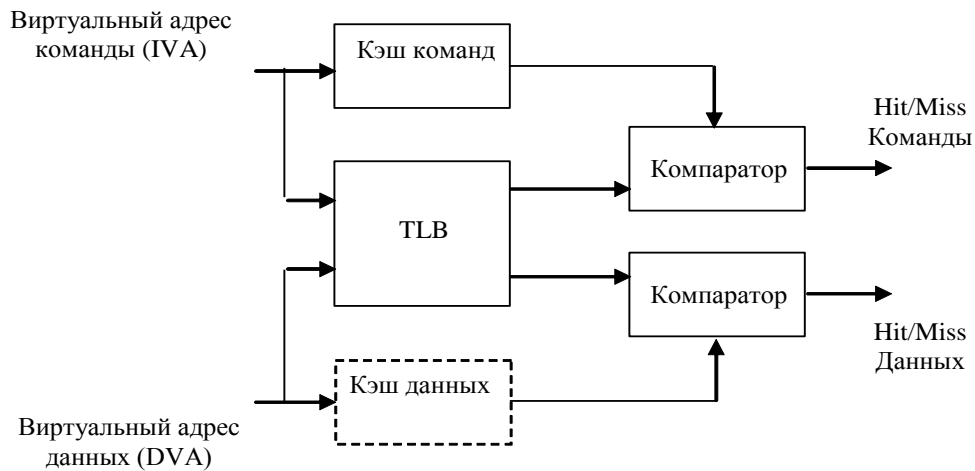 Виртуальный адрес
команды (IVA)
Кэш команд
Hit/Miss
Команды
Компаратор
TLB
Компаратор
Hit/Miss
Данных
Кэш данных
Виртуальный адрес
данных (DVA)